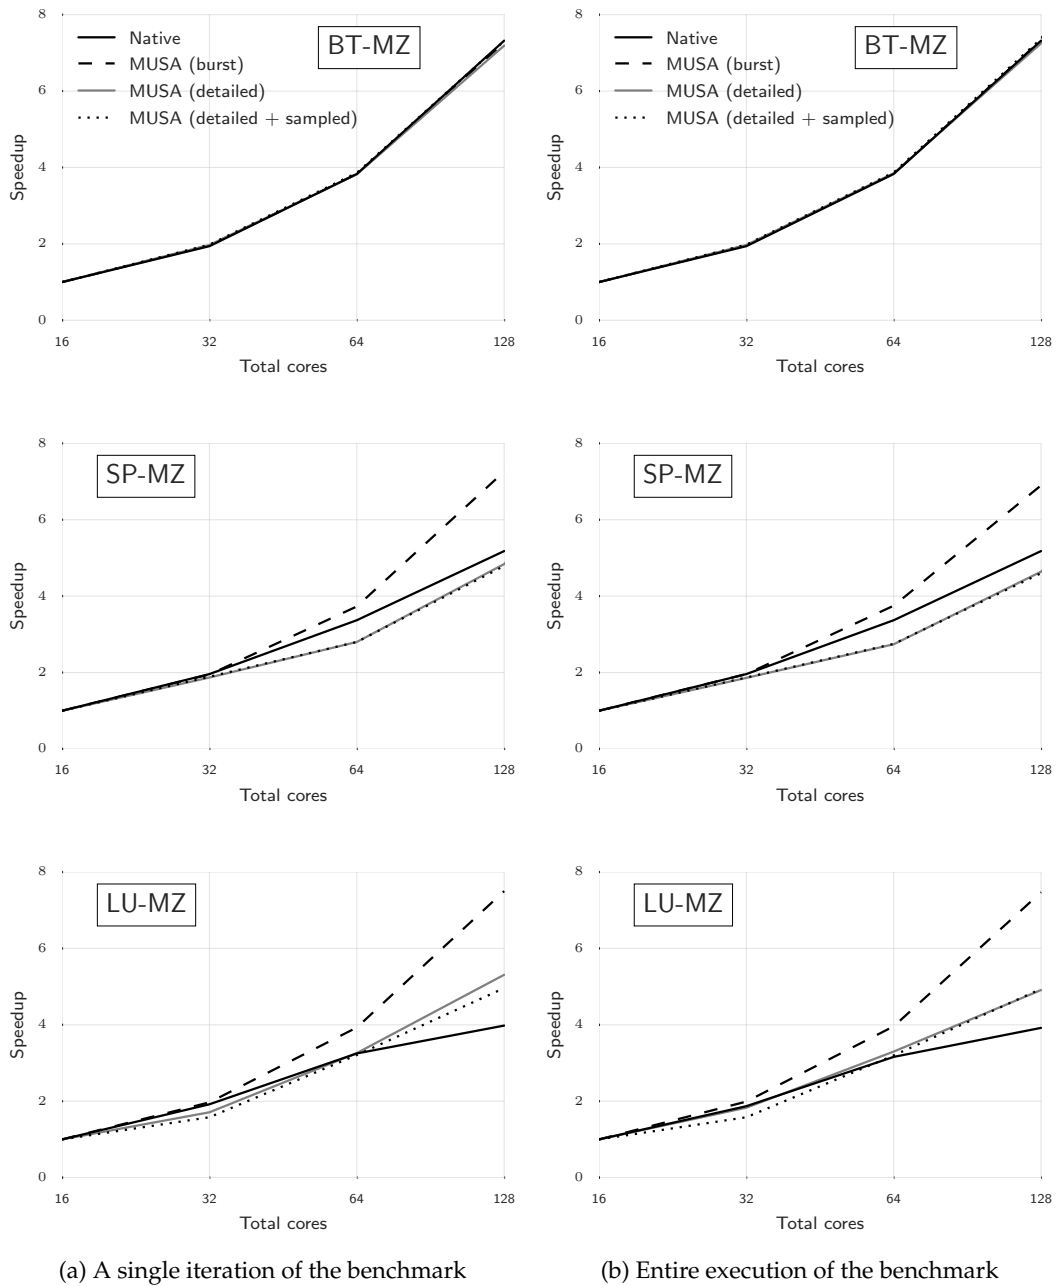 8
6
4
2
0
Speedup
Native
MUSA (burst)
MUSA (detailed)
MUSA (detailed + sampled)
BT-MZ
16 32 64 128
Total cores
8
6
4
2
0
Speedup
Native
MUSA (burst)
MUSA (detailed)
MUSA (detailed + sampled)
BT-MZ
16 32 64 128
Total cores
8
6
4
2
0
Speedup
SP-MZ
16 32 64 128
Total cores
8
6
4
2
0
Speedup
SP-MZ
16 32 64 128
Total cores
8
6
4
2
0
Speedup
LU-MZ
16 32 64 128
Total cores
8
6
4
2
0
Speedup
LU-MZ
16 32 64 128
Total cores
(a) A single iteration of the benchmark
(b) Entire execution of the benchmark